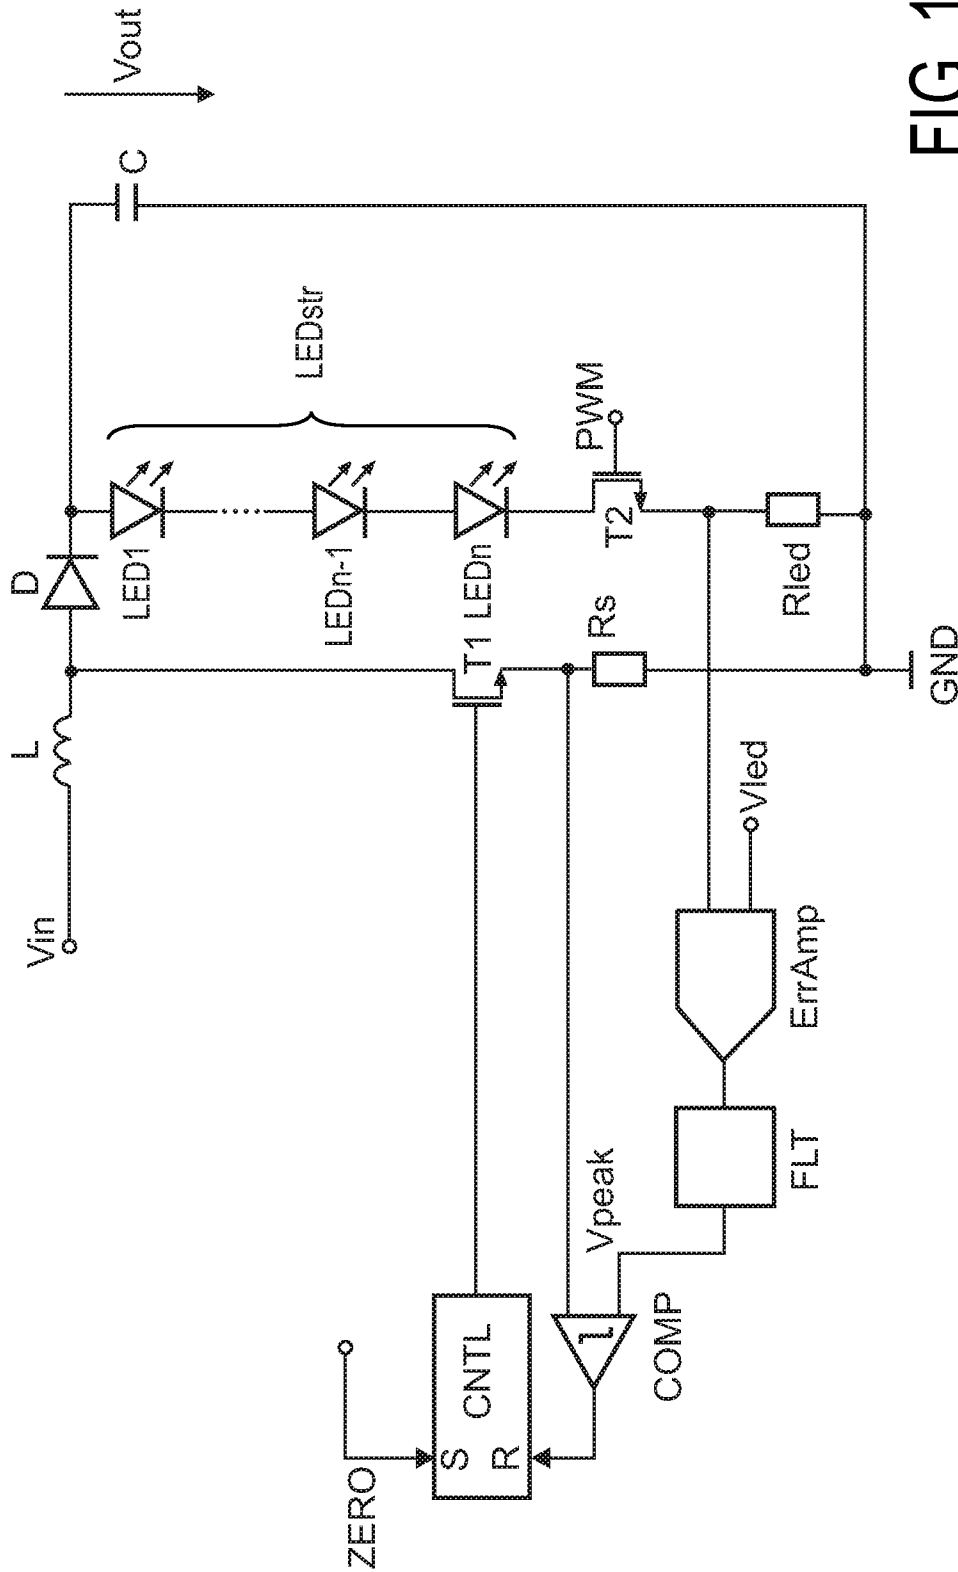 Vin
L
D
Vout
C
LED1
LEDn-1
LEDn
LEDstr
T1
T2
PWM
Rs
Rled
GND
ZERO
S
R
CNTL
COMP
Vpeak
FLT
ErrAmp
Vled
FIG 1